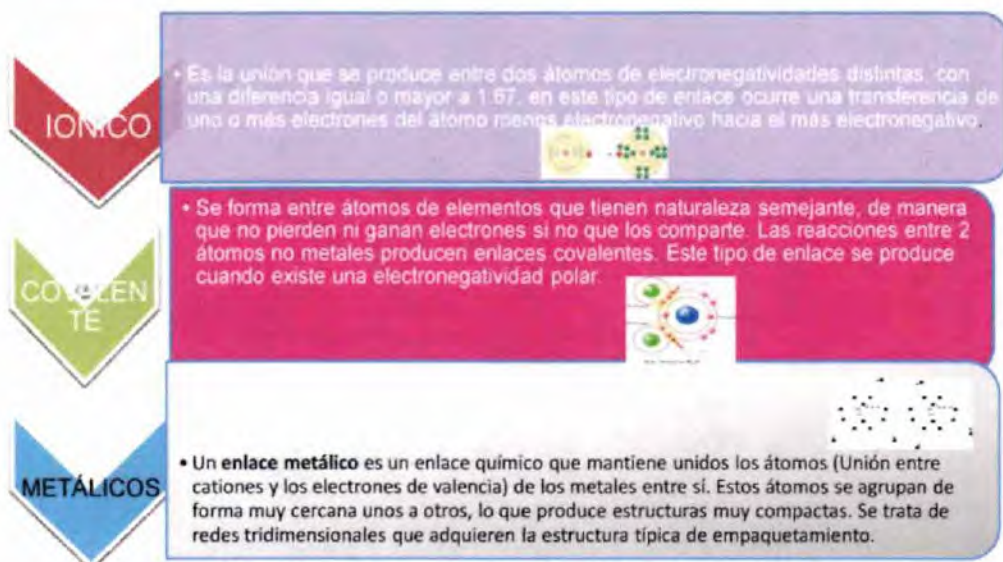 IONICO
• Es la unión que se produce entre dos átomos de electronegatividades distintas, con
una diferencia igual o mayor a 1.67, en este tipo de enlace ocurre una transferencia de
uno o más electrones del átomo menos electronegativo hacia el más electronegativo.
COVALEN
TE
• Se forma entre átomos de elementos que tienen naturaleza semejante, de manera
que no pierden ni ganan electrones si no que los comparte. Las reacciones entre 2
átomos no metales producen enlaces covalentes. Este tipo de enlace se produce
cuando existe una electronegatividad polar.
METÁLICOS
• Un enlace metálico es un enlace químico que mantiene unidos los átomos (Unión entre
cationes y los electrones de valencia) de los metales entre sí. Estos átomos se agrupan de
forma muy cercana unos a otros, lo que produce estructuras muy compactas. Se trata de
redes tridimensionales que adquieren la estructura típica de empaquetamiento.